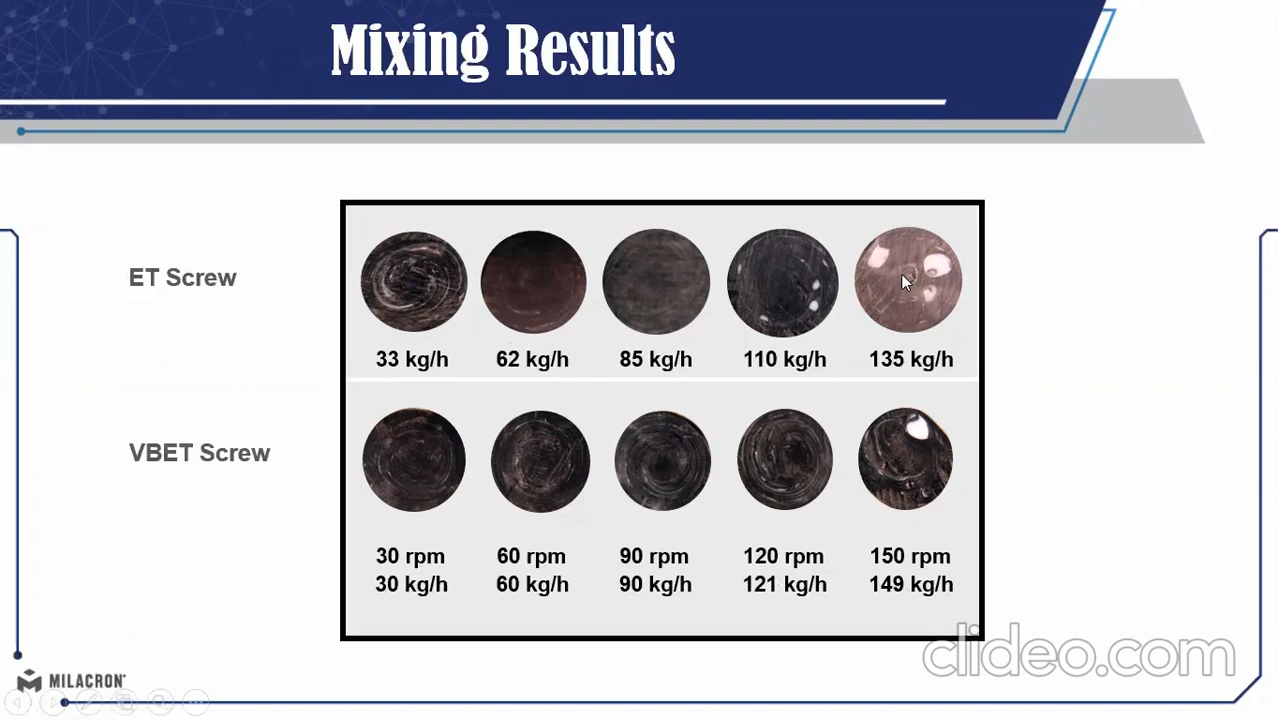 Mixing Results
ET Screw
33 kg/h 62 kg/h 85 kg/h 110 kg/h 135 kg/h
VBET Screw
30 rpm 60 rpm 90 rpm 120 rpm 150 rpm
30 kg/h 60 kg/h 90 kg/h 121 kg/h 149 kg/h
clideo.com
MILACRON